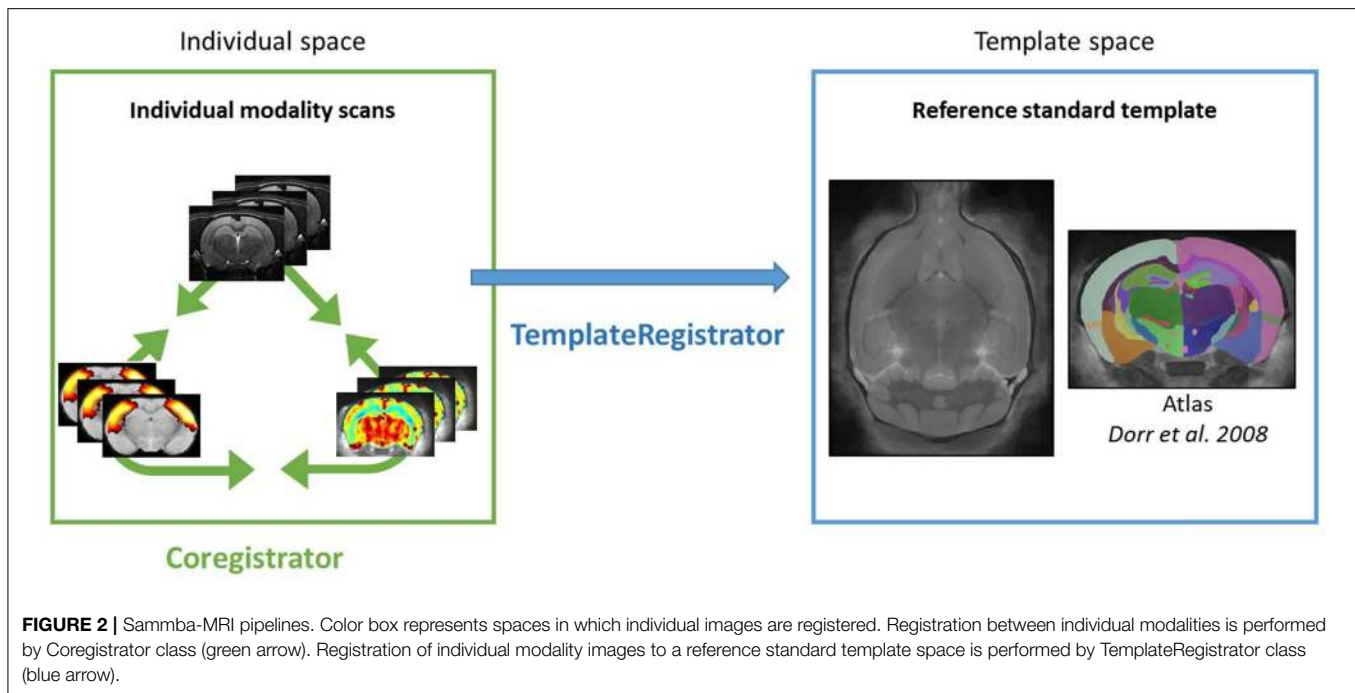 Individual space
Template space
Individual modality scans
Reference standard template
TemplateRegistrator
Atlas
Dorr et al. 2008
Coregistrator
FIGURE 2 | Sammba-MRI pipelines. Color box represents spaces in which individual images are registered. Registration between individual modalities is performed
by Coregistrator class (green arrow). Registration of individual modality images to a reference standard template space is performed by TemplateRegistrator class
(blue arrow).